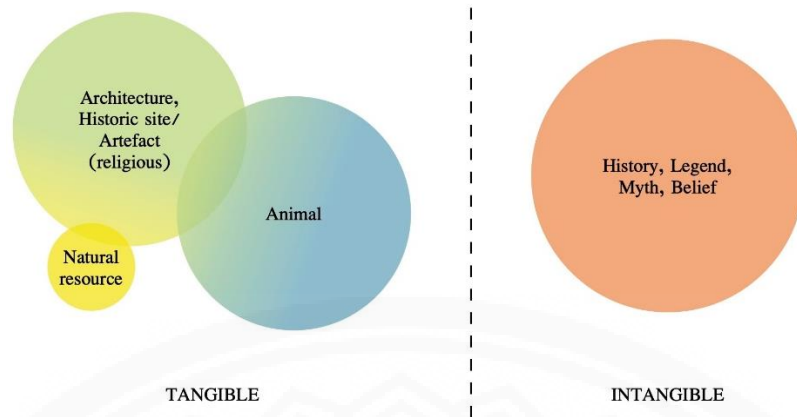 Architecture,
Historic site/
Artefact
(religious)
Animal
Natural
resource
History, Legend,
Myth, Belief
TANGIBLE
INTANGIBLE